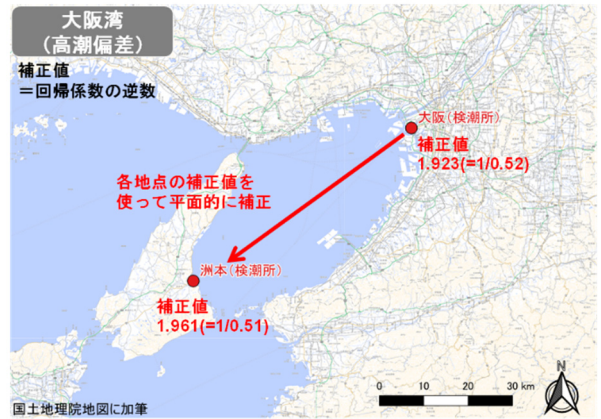 大阪湾
(高潮偏差)
補正値
=回帰係数の逆数
大阪(検潮所)
補正値
1.923(=1/0.52)
各地点の補正値を
使って平面的に補正
洲本(検潮所)
補正値
1.961(=1/0.51)
国土地理院地図に加筆
N
0 10 20 30 km